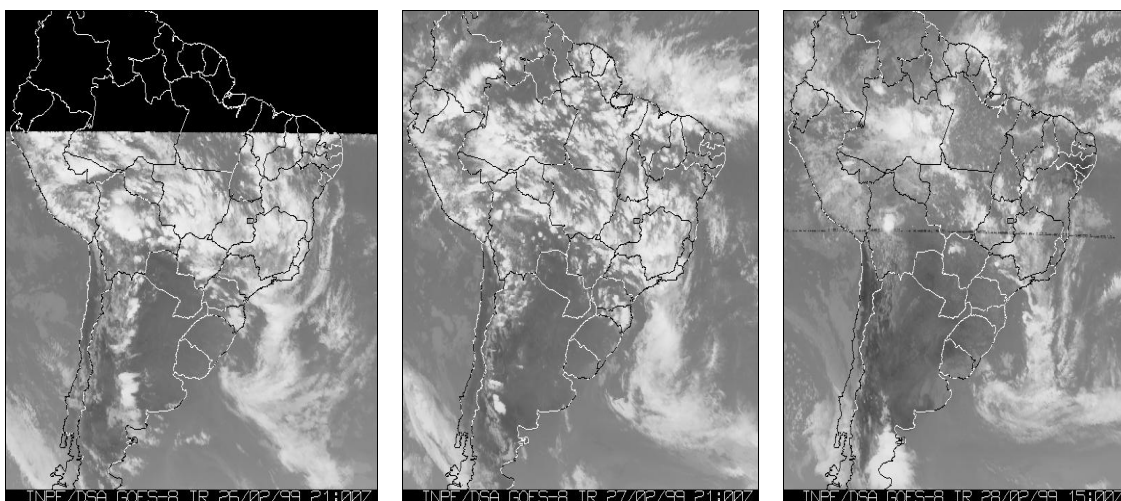 INPE/DSA GOES-8 IR 26/02/99 21:00Z
INPE/DSA GOES-8 IR 27/02/99 21:00Z
INPE/DSA GOES-8 IR 28/02/99 15:00Z